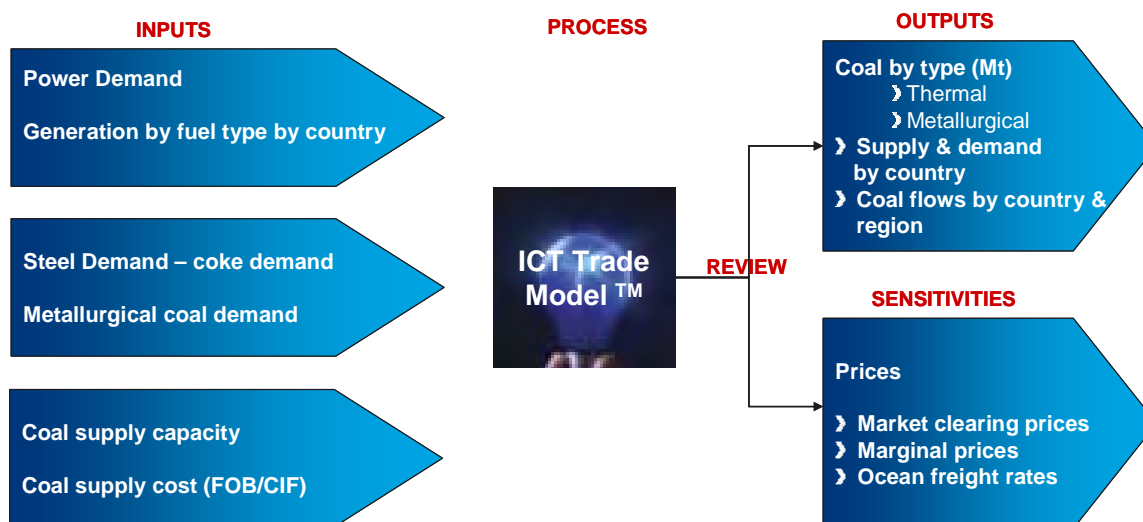 INPUTS
Power Demand
Generation by fuel type by country
Steel Demand – coke demand
Metallurgical coal demand
Coal supply capacity
Coal supply cost (FOB/CIF)
PROCESS
ICT Trade
Model TM
REVIEW
OUTPUTS
Coal by type (Mt)
❯ Thermal
❯ Metallurgical
❯ Supply & demand
by country
❯ Coal flows by country &
region
SENSITIVITIES
Prices
❯ Market clearing prices
❯ Marginal prices
❯ Ocean freight rates